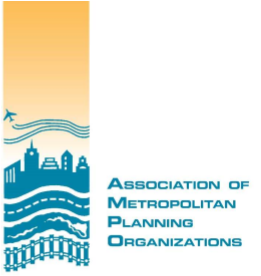 ASSOCIATION OF
METROPOLITAN
PLANNING
ORGANIZATIONS